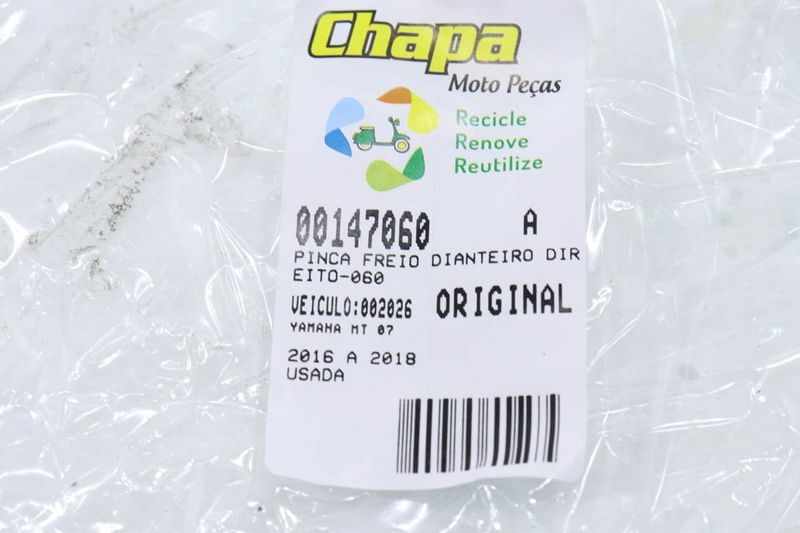 Chapa
Moto Peças
Recicle
Renove
Reutilize
00147060 A
PINCA FREIO DIANTEIRO DIR
EITO-060
VEICULO:002026 ORIGINAL
YAMAHA MT 07
2016 A 2018
USADA